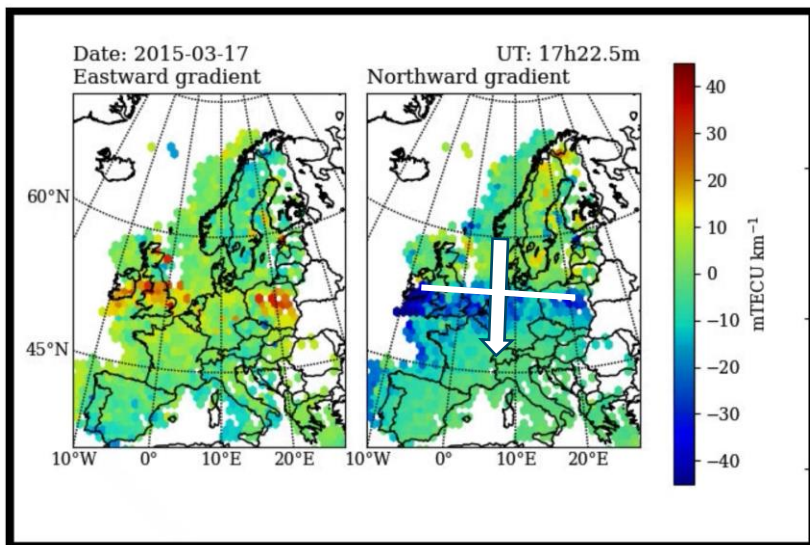 Date: 2015-03-17
UT: 17h22.5m
Eastward gradient
Northward gradient
60°N
45°N
10°W
0°
10°E
20°E
10°W
0°
10°E
20°E
40
30
20
10
0
−10
−20
−30
−40
mTECU km⁻¹